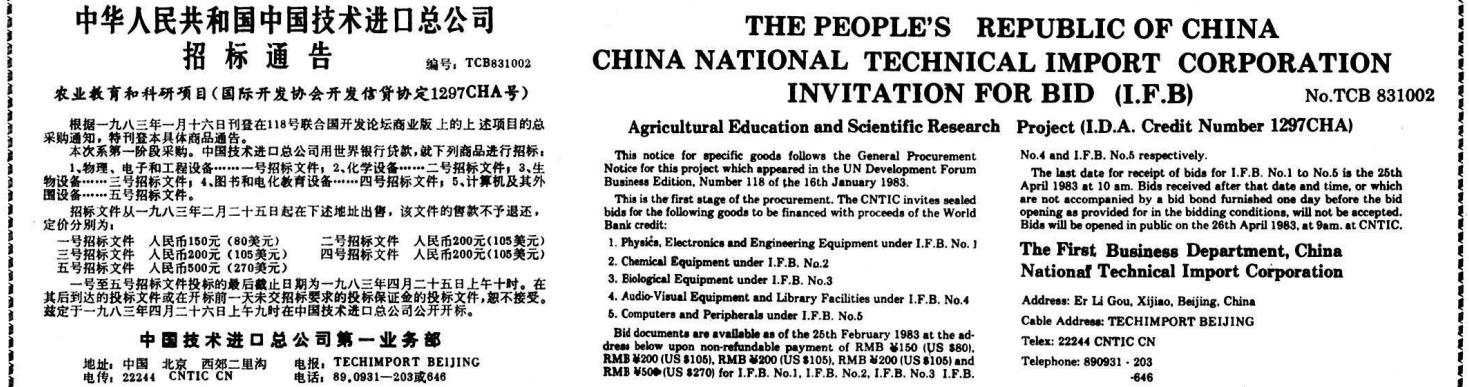 中华人民共和国中国技术进口总公司
招标通告
编号：TCB831002
农业教育和科研项目（国际开发协会开发信贷协定1297CHA号）
根据一九八三年一月十六日刊登在118号联合国开发论坛商业版上的上述项目的总
采购通知，特刊登本具体商品通告。
本次系第一阶段采购。中国技术进口总公司用世界银行贷款，就下列商品进行招标：
1、物理、电子和工程设备……一号招标文件；2、化学设备……二号招标文件；3、生
物设备……三号招标文件；4、图书和电化教育设备……四号招标文件；5、计算机及其外
围设备……五号招标文件。
招标文件从一九八三年二月二十五日起在下述地址出售，该文件的售款不予退还，
定价分别为：
一号招标文件 人民币150元（80美元） 二号招标文件 人民币200元（105美元）
三号招标文件 人民币200元（105美元） 四号招标文件 人民币200元（105美元）
五号招标文件 人民币500元（270美元）
一号至五号招标文件投标的最后截止日期为一九八三年四月二十五日上午十时。在
其后到达的投标文件或在开标前一天未交招标要求的投标保证金的投标文件，恕不接受。
兹定于一九八三年四月二十六日上午九时在中国技术进口总公司公开开标。
中国技术进口总公司第一业务部
地址：中国 北京 西郊二里沟 电报：TECHIMPORT BEIJING
电传：22244 CNTIC CN 电话：89,0931—203或646
THE PEOPLE'S REPUBLIC OF CHINA
CHINA NATIONAL TECHNICAL IMPORT CORPORATION
INVITATION FOR BID (I.F.B)
No.TCB 831002
Agricultural Education and Scientific Research Project (I.D.A. Credit Number 1297CHA)
This notice for specific goods follows the General Procurement
Notice for this project which appeared in the UN Development Forum
Business Edition, Number 118 of the 16th January 1983.
This is the first stage of the procurement. The CNTIC invites sealed
bids for the following goods to be financed with proceeds of the World
Bank credit:
1. Physics, Electronics and Engineering Equipment under I.F.B. No. 1
2. Chemical Equipment under I.F.B. No.2
3. Biological Equipment under I.F.B. No.3
4. Audio-Visual Equipment and Library Facilities under I.F.B. No.4
5. Computers and Peripherals under I.F.B. No.5
Bid documents are available as of the 25th February 1983 at the ad-
dress below upon non-refundable payment of RMB ¥150 (US $80),
RMB ¥200 (US $105), RMB ¥200 (US $105), RMB ¥200 (US $105) and
RMB ¥500 (US $270) for I.F.B. No.1, I.F.B. No.2, I.F.B. No.3 I.F.B.
No.4 and I.F.B. No.5 respectively.
The last date for receipt of bids for I.F.B. No.1 to No.5 is the 25th
April 1983 at 10 am. Bids received after that date and time, or which
are not accompanied by a bid bond furnished one day before the bid
opening as provided for in the bidding conditions, will not be accepted.
Bids will be opened in public on the 26th April 1983, at 9am. at CNTIC.
The First Business Department, China
National Technical Import Corporation
Address: Er Li Gou, Xijiao, Beijing, China
Cable Address: TECHIMPORT BEIJING
Telex: 22244 CNTIC CN
Telephone: 890931 - 203
-646